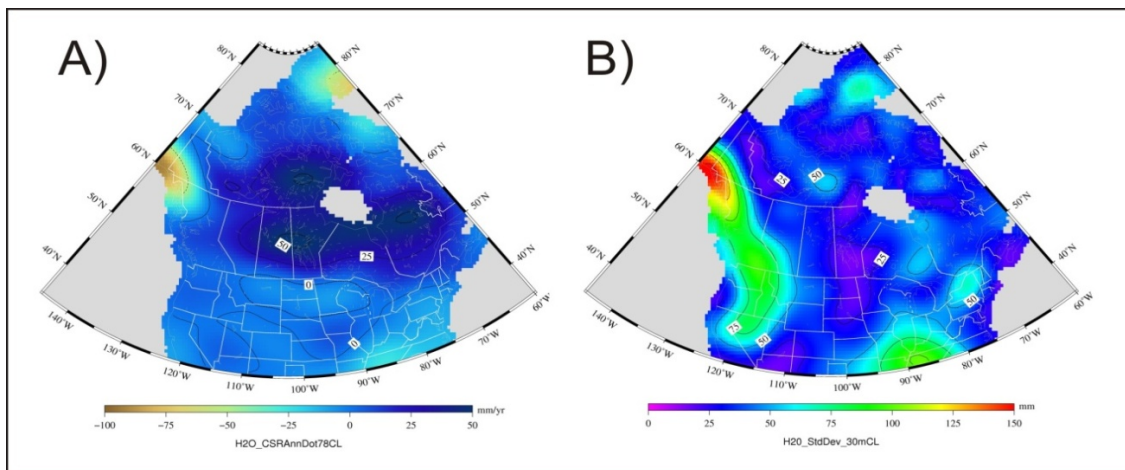 A)
80°N
70°N
60°N
50°N
40°N
80°N
70°N
60°N
50°N
40°N
60°W
140°W
130°W
120°W
110°W
100°W
90°W
80°W
70°W
50
25
0
0
-100 -75 -50 -25 0 25 50 mm/yr
H2O_CSRAnnDot78CL
B)
80°N
70°N
60°N
50°N
40°N
80°N
70°N
60°N
50°N
40°N
60°W
140°W
130°W
120°W
110°W
100°W
90°W
80°W
70°W
25
50
25
50
75
50
0 25 50 75 100 125 150 mm
H20_StdDev_30mCL